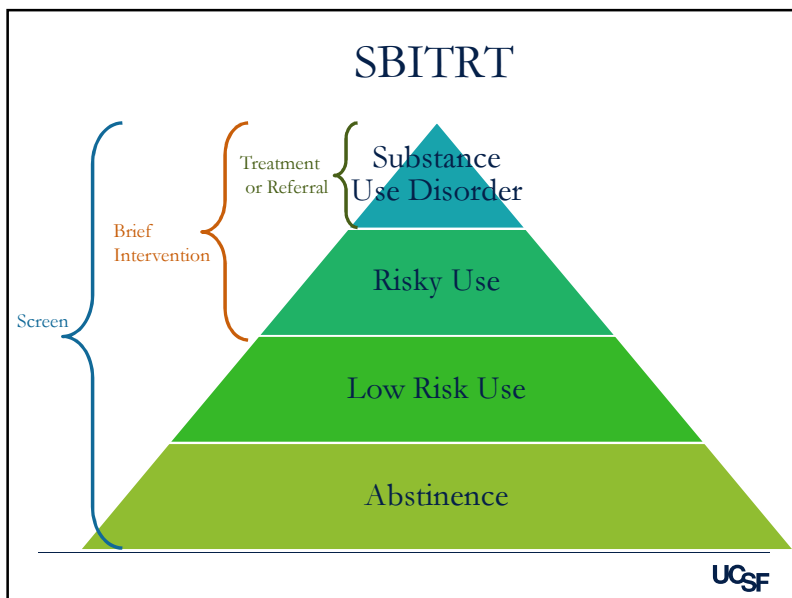 SBITRT
Substance
Use Disorder
Treatment
or Referral
Brief
Intervention
Risky Use
Screen
Low Risk Use
Abstinence
UCSF